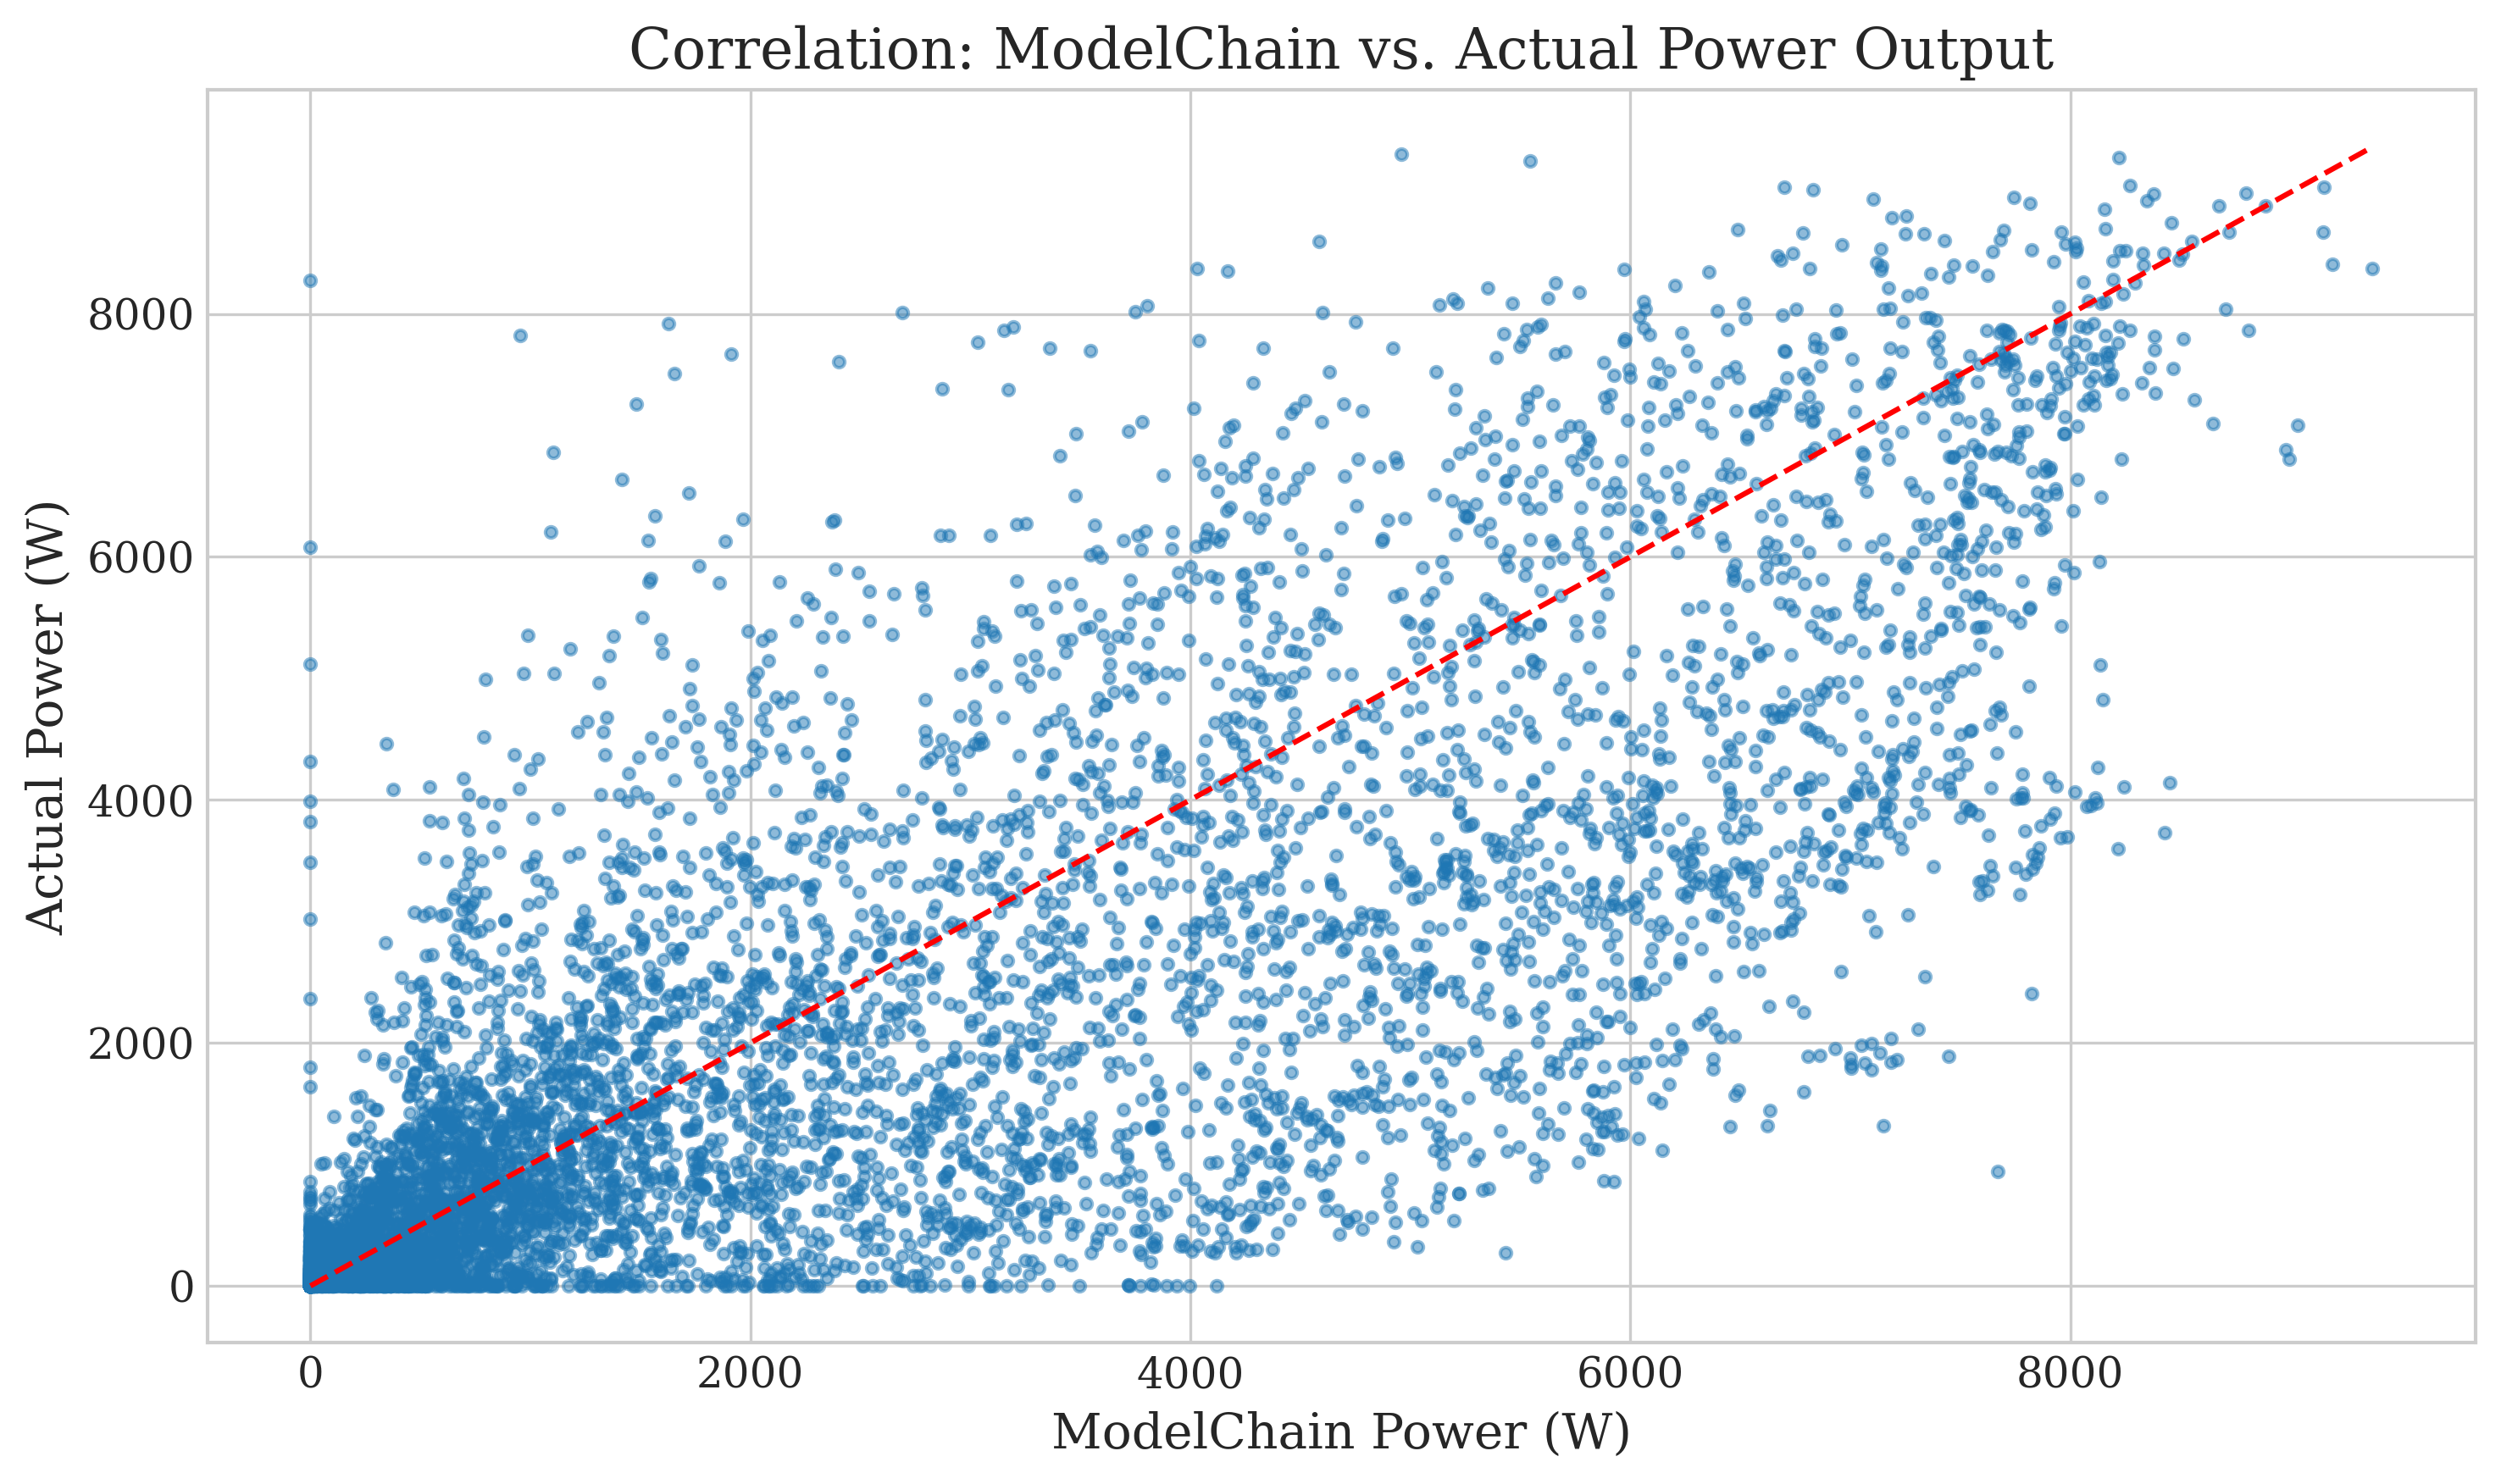 Correlation: ModelChain vs. Actual Power Output
Actual Power (W)
8000
6000
4000
2000
0
0 2000 4000 6000 8000
ModelChain Power (W)